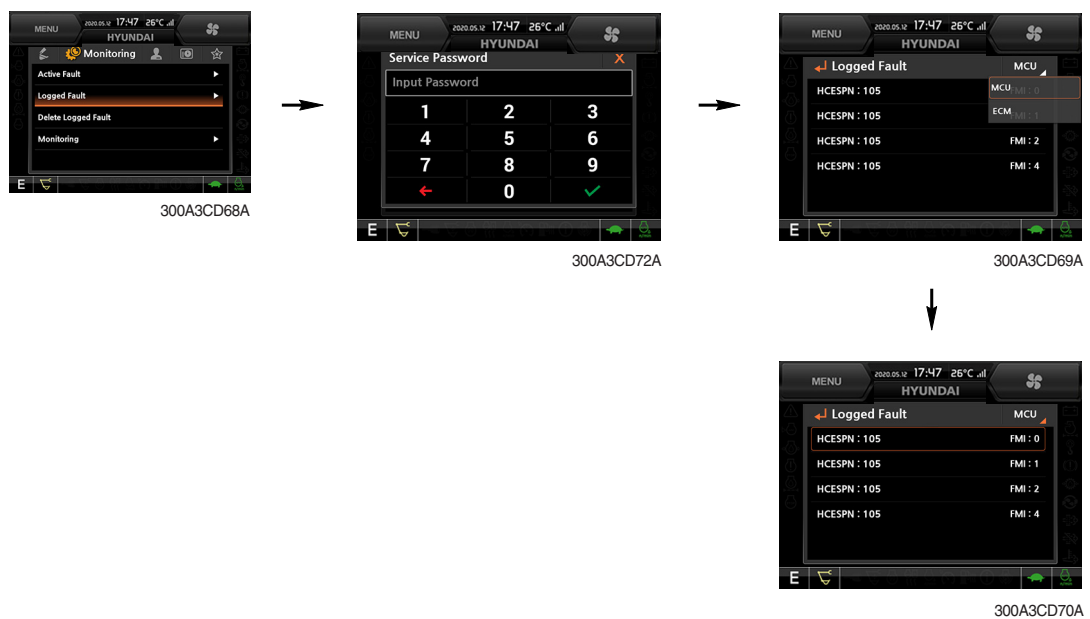 MENU
2020.05.12 17:47 26°C
HYUNDAI
Monitoring
Active Fault
Logged Fault
Delete Logged Fault
Monitoring
E
300A3CD68A
MENU
2020.05.12 17:47 26°C
HYUNDAI
Service Password X
Input Password
1 2 3
4 5 6
7 8 9
0
E
300A3CD72A
MENU
2020.05.12 17:47 26°C
HYUNDAI
Logged Fault MCU
HCESPN : 105 FMI : 0
MCU
HCESPN : 105 FMI : 1
ECM
HCESPN : 105 FMI : 2
HCESPN : 105 FMI : 4
E
300A3CD69A
MENU
2020.05.12 17:47 26°C
HYUNDAI
Logged Fault MCU
HCESPN : 105 FMI : 0
HCESPN : 105 FMI : 1
HCESPN : 105 FMI : 2
HCESPN : 105 FMI : 4
E
300A3CD70A